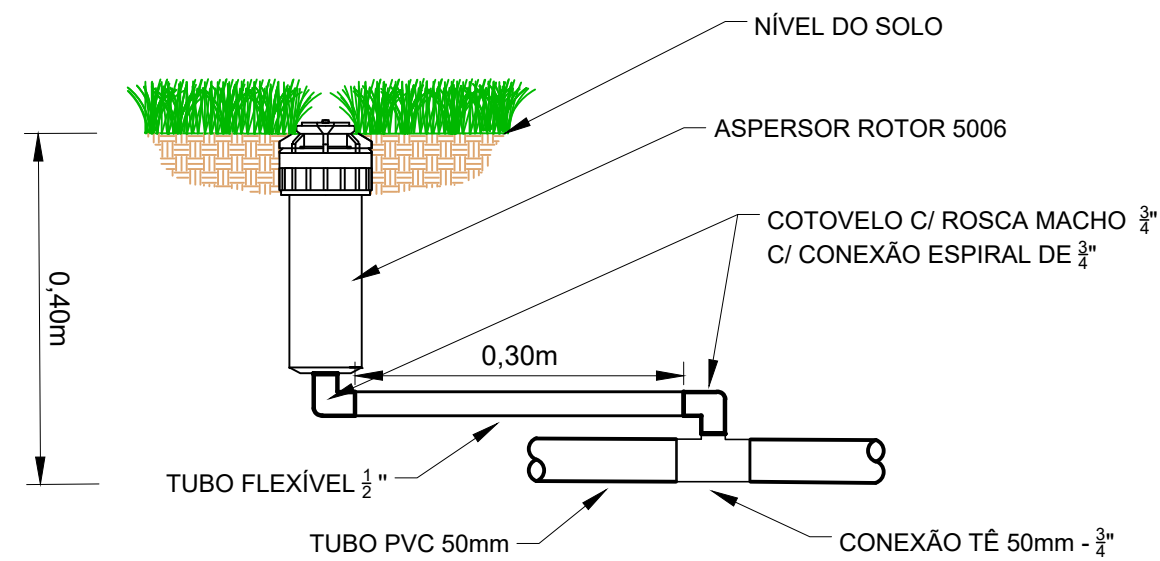 NÍVEL DO SOLO
ASPERSOR ROTOR 5006
COTOVELO C/ ROSCA MACHO 3/4"
C/ CONEXÃO ESPIRAL DE 3/4"
0,40m
0,30m
TUBO FLEXÍVEL 1/2"
TUBO PVC 50mm
CONEXÃO TÊ 50mm - 3/4"